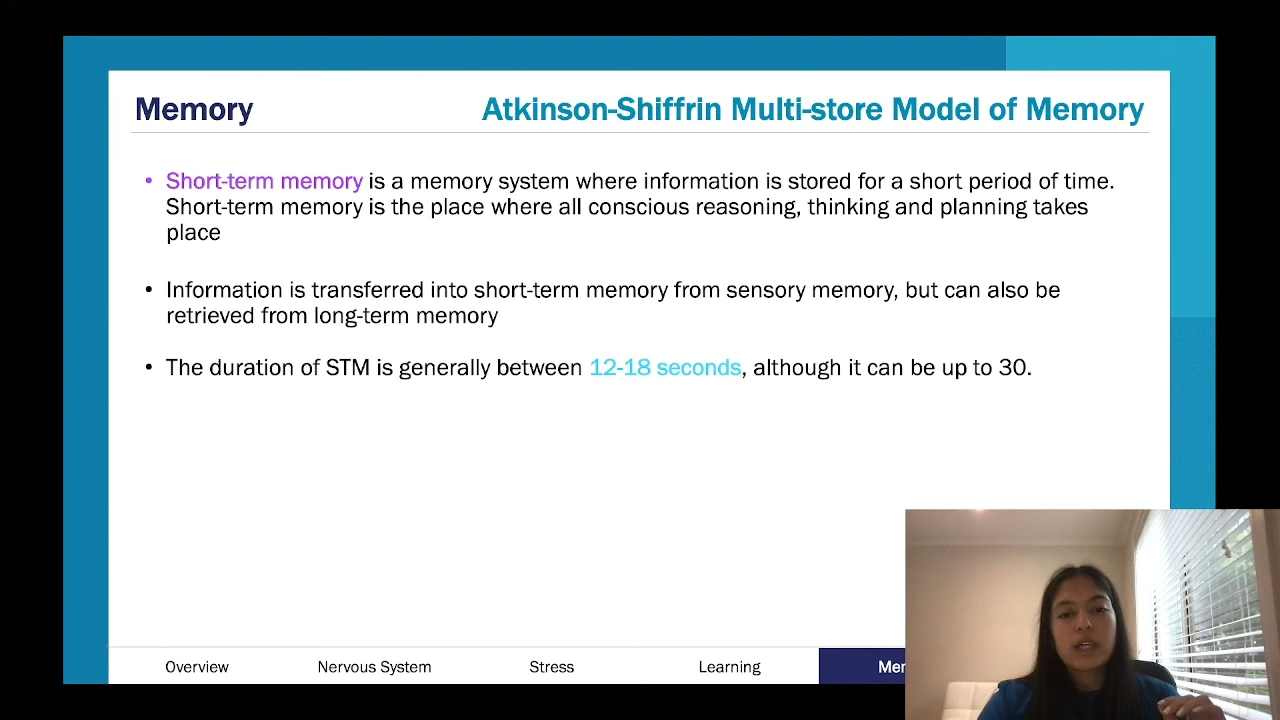 Memory
Atkinson-Shiffrin Multi-store Model of Memory
• Short-term memory is a memory system where information is stored for a short period of time.
Short-term memory is the place where all conscious reasoning, thinking and planning takes
place
• Information is transferred into short-term memory from sensory memory, but can also be
retrieved from long-term memory
• The duration of STM is generally between 12-18 seconds, although it can be up to 30.
Overview
Nervous System
Stress
Learning